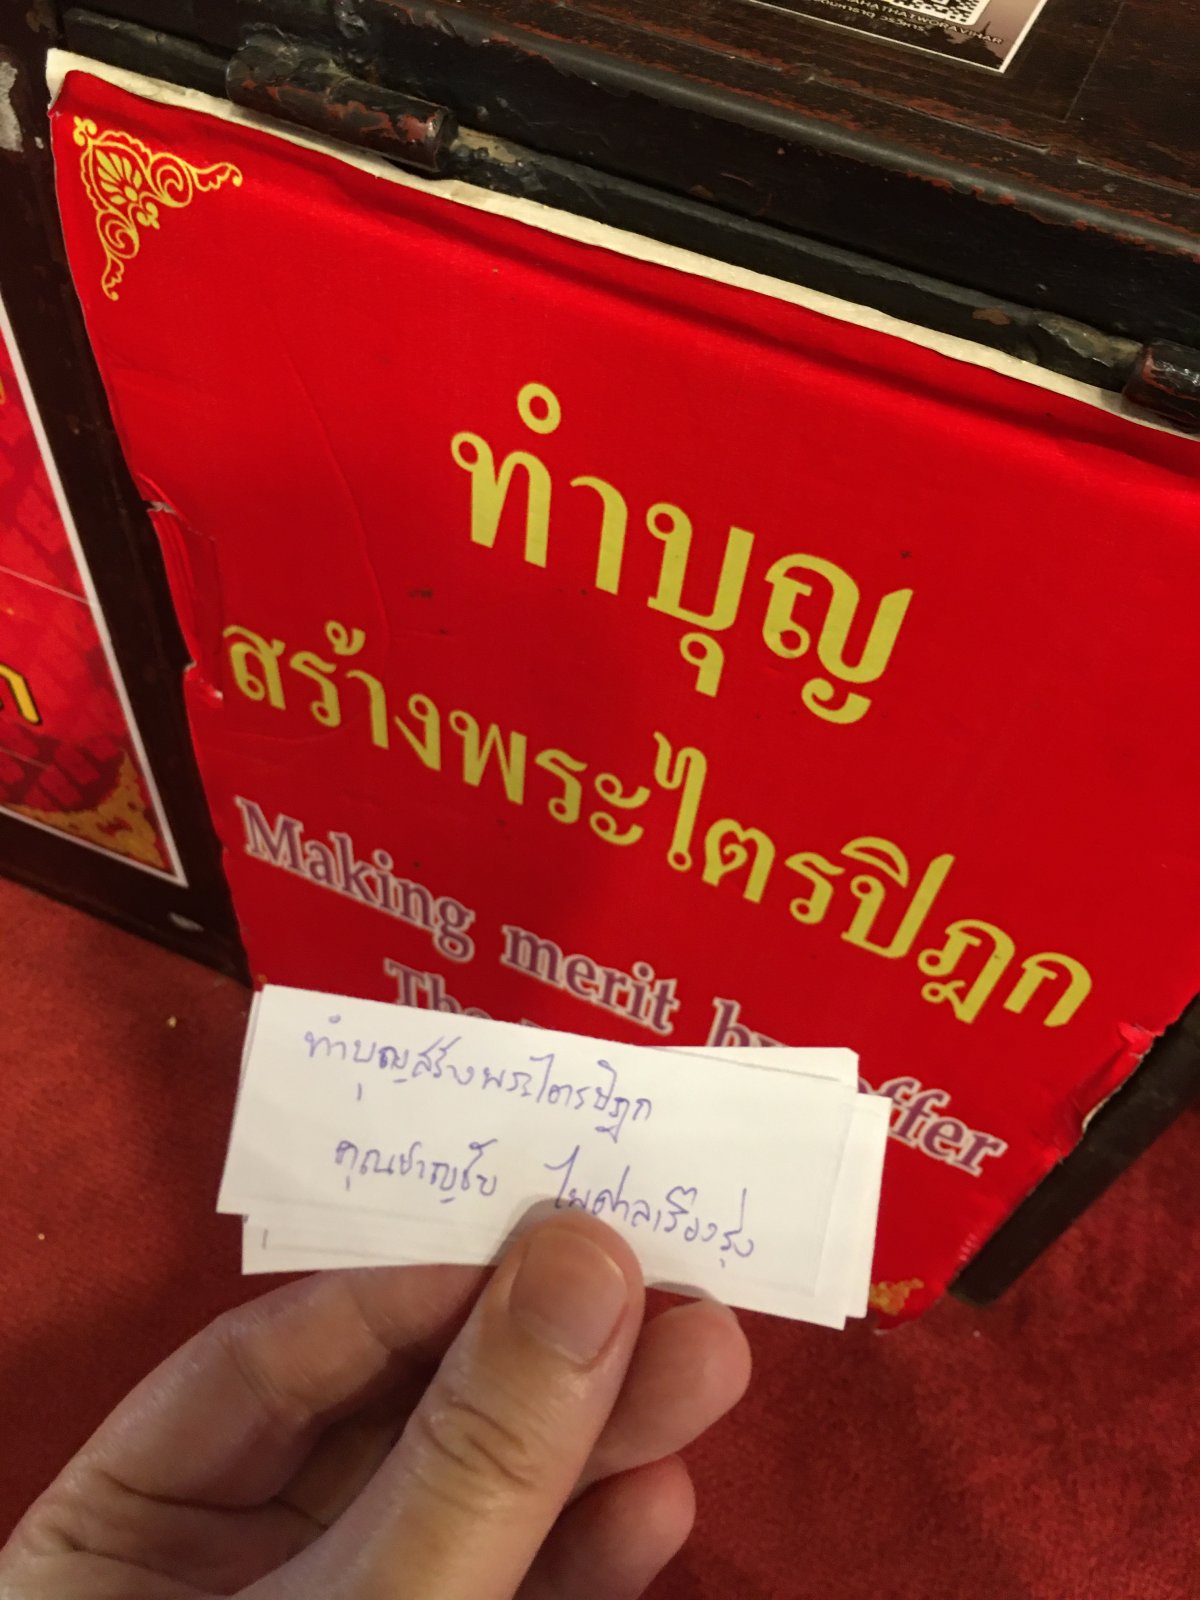 ทำบุญ
สร้างพระไตรปิฎก
Making merit by offer
The
ทำบุญสร้างพระไตรปิฎก
คุณชาญชัย ไพศาลเรืองรุ่ง